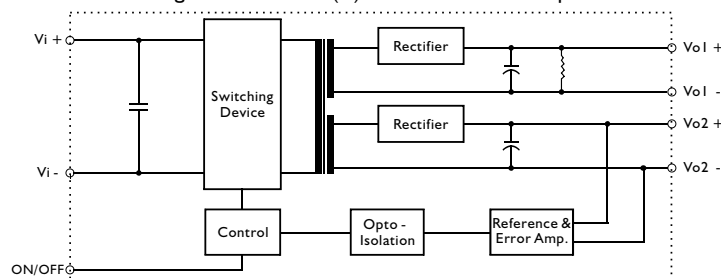 Vi +
Switching
Device
Rectifier
Vo1 +
Vo1 -
Rectifier
Vo2 +
Vi -
Vo2 -
Control
Opto -
Isolation
Reference &
Error Amp.
ON/OFF